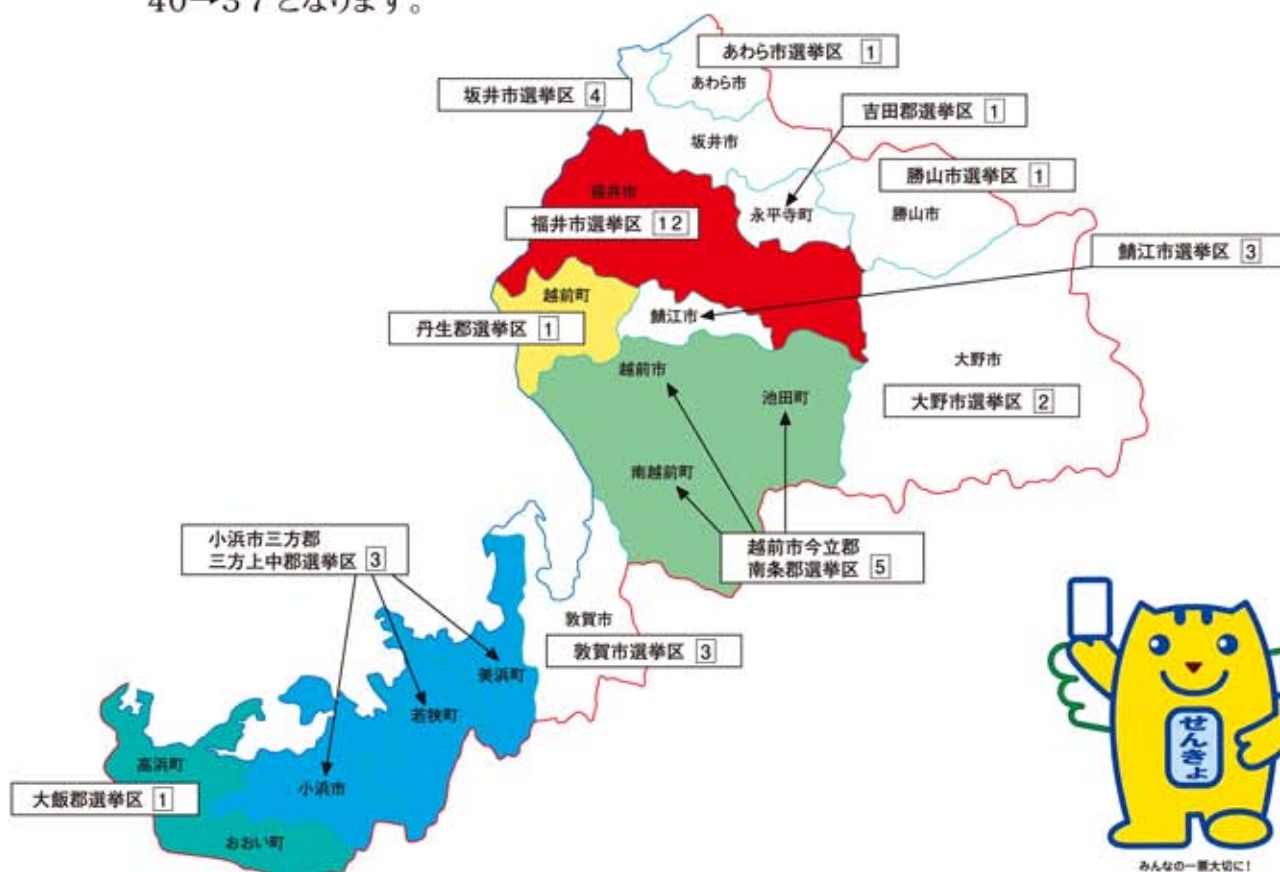 40→37となります。
あわら市選挙区 1
あわら市
坂井市選挙区 4
吉田郡選挙区 1
坂井市
勝山市選挙区 1
福井市
永平寺町
勝山市
福井市選挙区 12
鯖江市選挙区 3
越前町
鯖江市
丹生郡選挙区 1
大野市
越前市
池田町
大野市選挙区 2
南越前町
小浜市三方郡
三方上中郡選挙区 3
越前市今立郡
南条郡選挙区 5
敦賀市
敦賀市選挙区 3
美浜町
若狭町
高浜町
小浜市
大飯郡選挙区 1
おおい町
せんきょ
みんなの一票大切に!